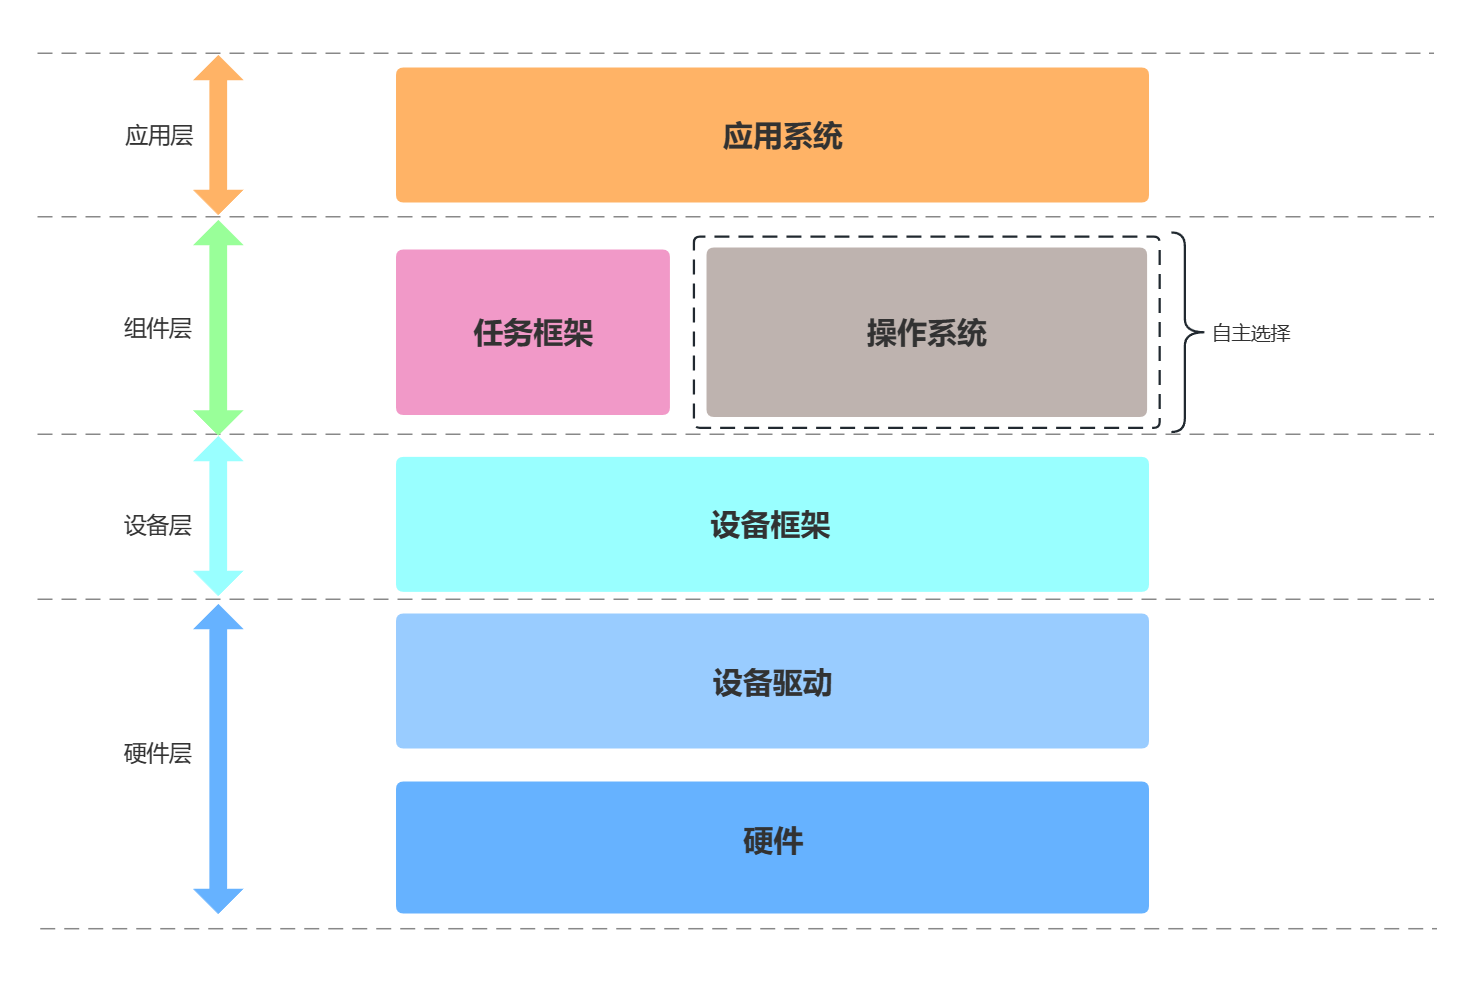 应用层
应用系统
组件层
任务框架
操作系统
自主选择
设备层
设备框架
设备驱动
硬件层
硬件